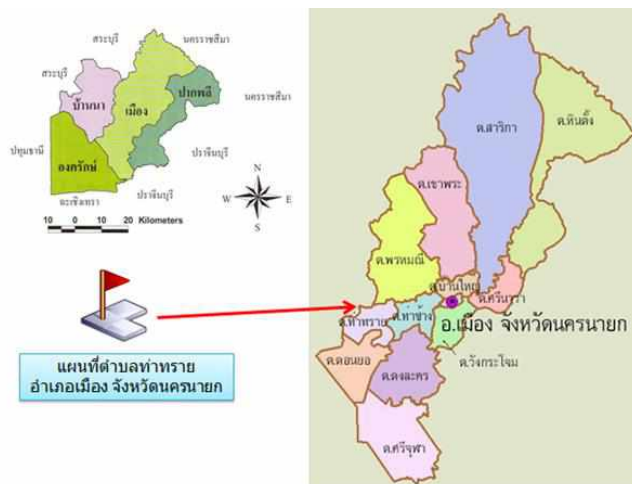 สระบุรี
นครราชสีมา
สระบุรี
บ้านนา
เมือง
ปากพลี
นครราชสีมา
ปทุมธานี
องครักษ์
ปราจีนบุรี
ฉะเชิงเทรา
ปราจีนบุรี
N
W E
S
10 0 10 20 Kilometers
แผนที่ตำบลท่าทราย
อำเภอเมือง จังหวัดนครนายก
ต.สาริกา
ต.หินตั้ง
ต.เขาพระ
ต.พรหมณี
ต.บ้านใหญ่
ต.ศรีนาวา
ต.ท่าช้าง
ต.ท่าทราย
อ.เมือง จังหวัดนครนายก
ต.วังกระโจม
ต.ดอนยอ
ต.ดงละคร
ต.ศรีจุฬา